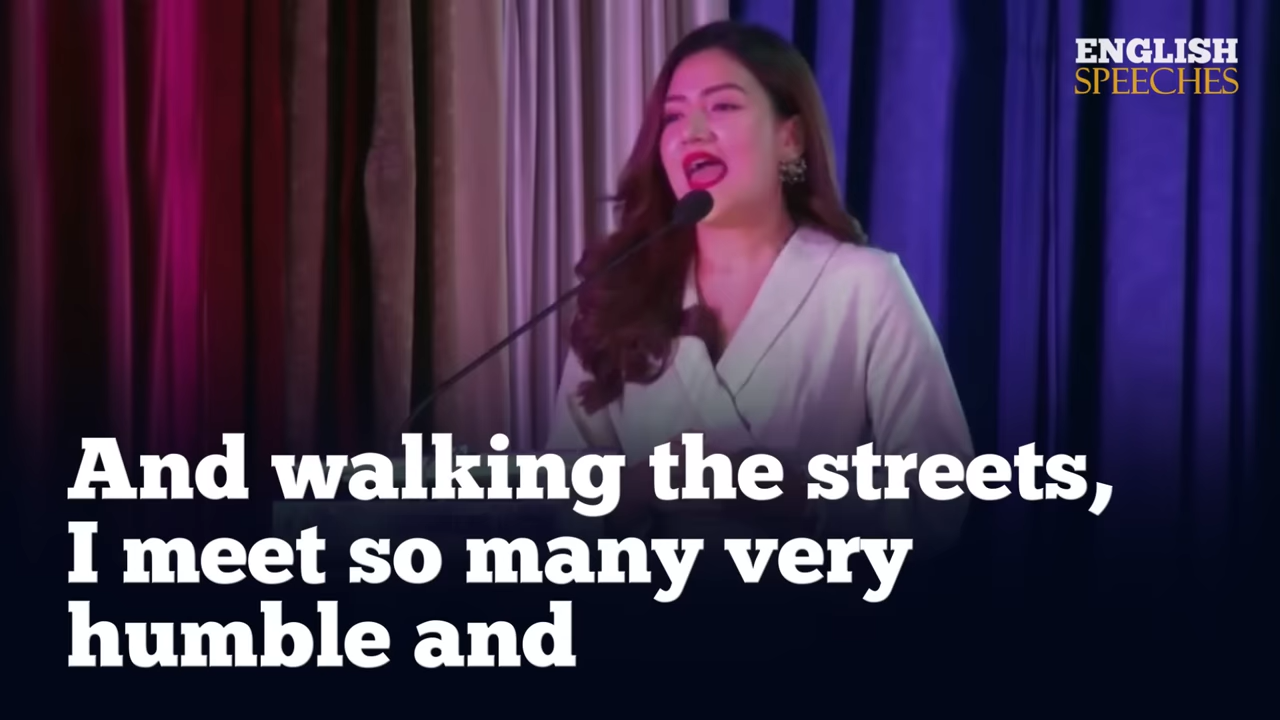 ENGLISH
SPEECHES
And walking the streets,
I meet so many very
humble and